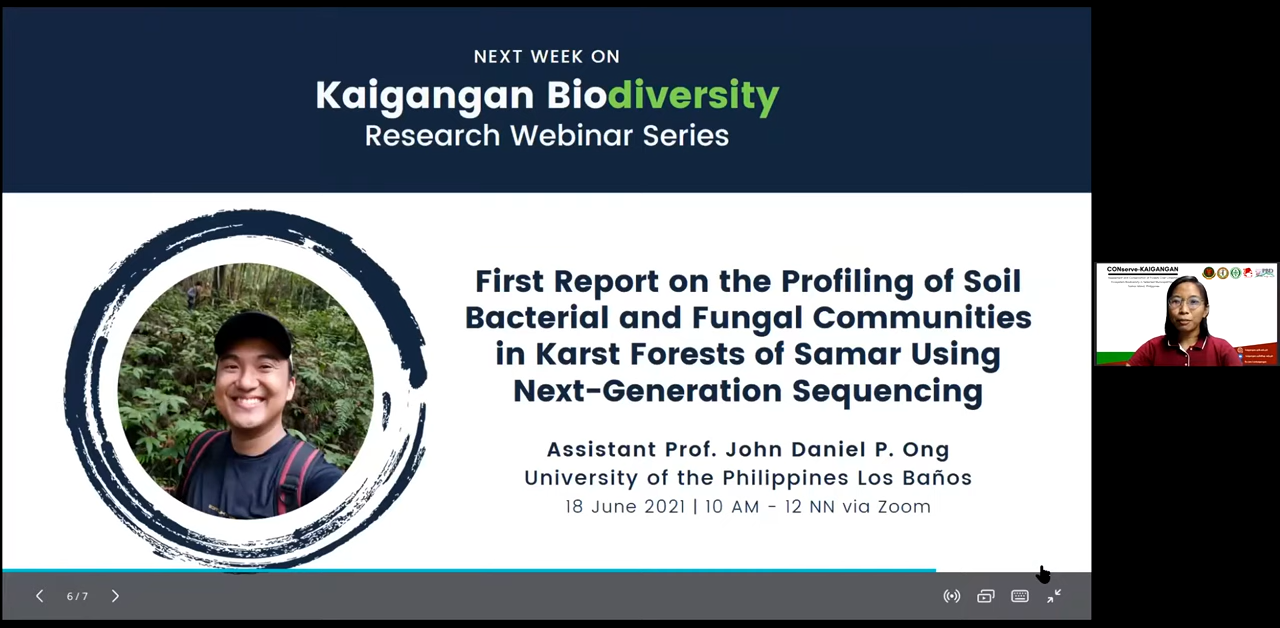 NEXT WEEK ON
Kaigangan Biodiversity
Research Webinar Series
First Report on the Profiling of Soil
Bacterial and Fungal Communities
in Karst Forests of Samar Using
Next-Generation Sequencing
Assistant Prof. John Daniel P. Ong
University of the Philippines Los Baños
18 June 2021 | 10 AM - 12 NN via Zoom
6 / 7
CONserve-KAIGANGAN